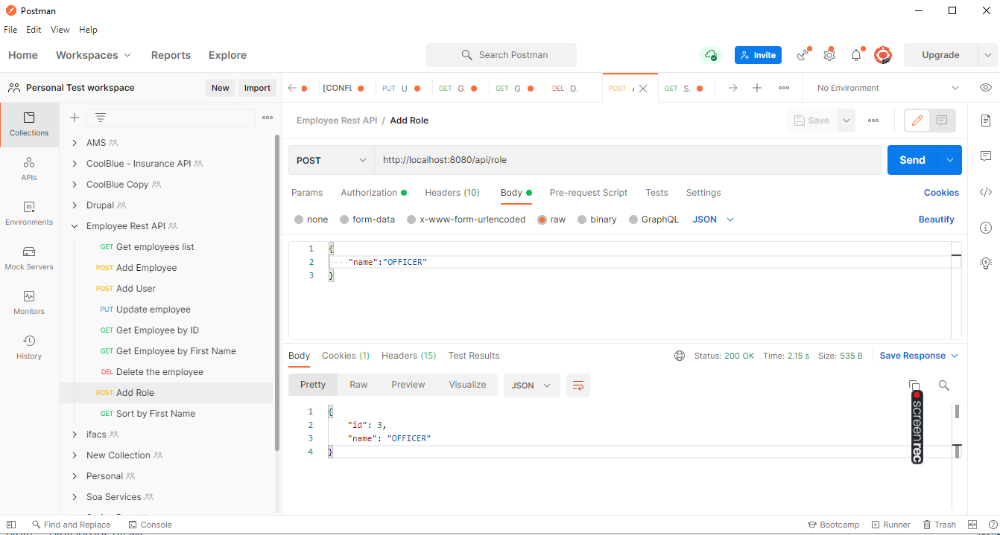 Postman
File Edit View Help
Home Workspaces Reports Explore Search Postman Invite Upgrade
Personal Test workspace New Import
[CONFL PUT U GET G. GET G. DEL D. POST GET S. No Environment
Collections
APIs
Environments
Mock Servers
Monitors
History
AMS
CoolBlue - Insurance API
CoolBlue Copy
Drupal
Employee Rest API
GET Get employees list
POST Add Employee
POST Add User
PUT Update employee
GET Get Employee by ID
GET Get Employee by First Name
DEL Delete the employee
POST Add Role
GET Sort by First Name
ifacs
New Collection
Personal
Soa Services
Employee Rest API / Add Role Save
POST http://localhost:8080/api/role Send
Params Authorization Headers (10) Body Pre-request Script Tests Settings Cookies
none form-data x-www-form-urlencoded raw binary GraphQL JSON Beautify
1 {
2 "name":"OFFICER"
3 }
Body Cookies (1) Headers (15) Test Results Status: 200 OK Time: 2.15 s Size: 535 B Save Response
Pretty Raw Preview Visualize JSON
1 {
2 "id": 3,
3 "name": "OFFICER"
4 }
screenrec
Find and Replace Console Bootcamp Runner Trash